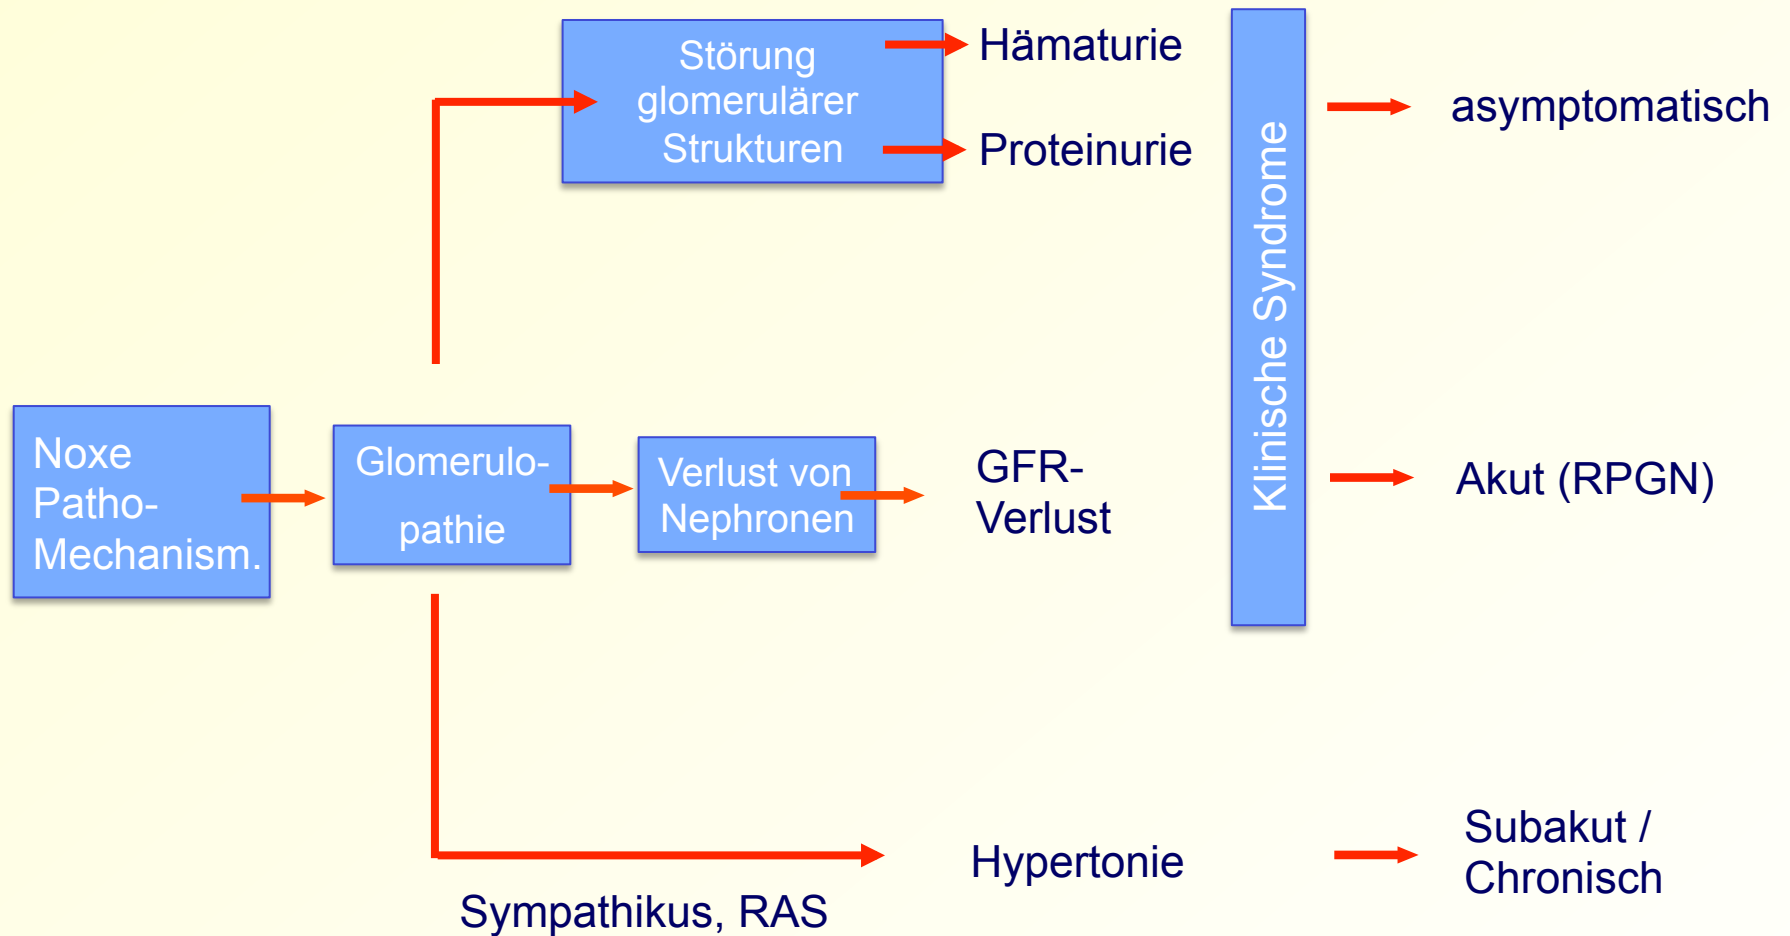 Störung
glomerulärer
Strukturen
Hämaturie
Proteinurie
Klinische Syndrome
asymptomatisch
Noxe
Patho-
Mechanism.
Glomerulo-
pathie
Verlust von
Nephronen
GFR-
Verlust
Akut (RPGN)
Sympathikus, RAS
Hypertonie
Subakut /
Chronisch